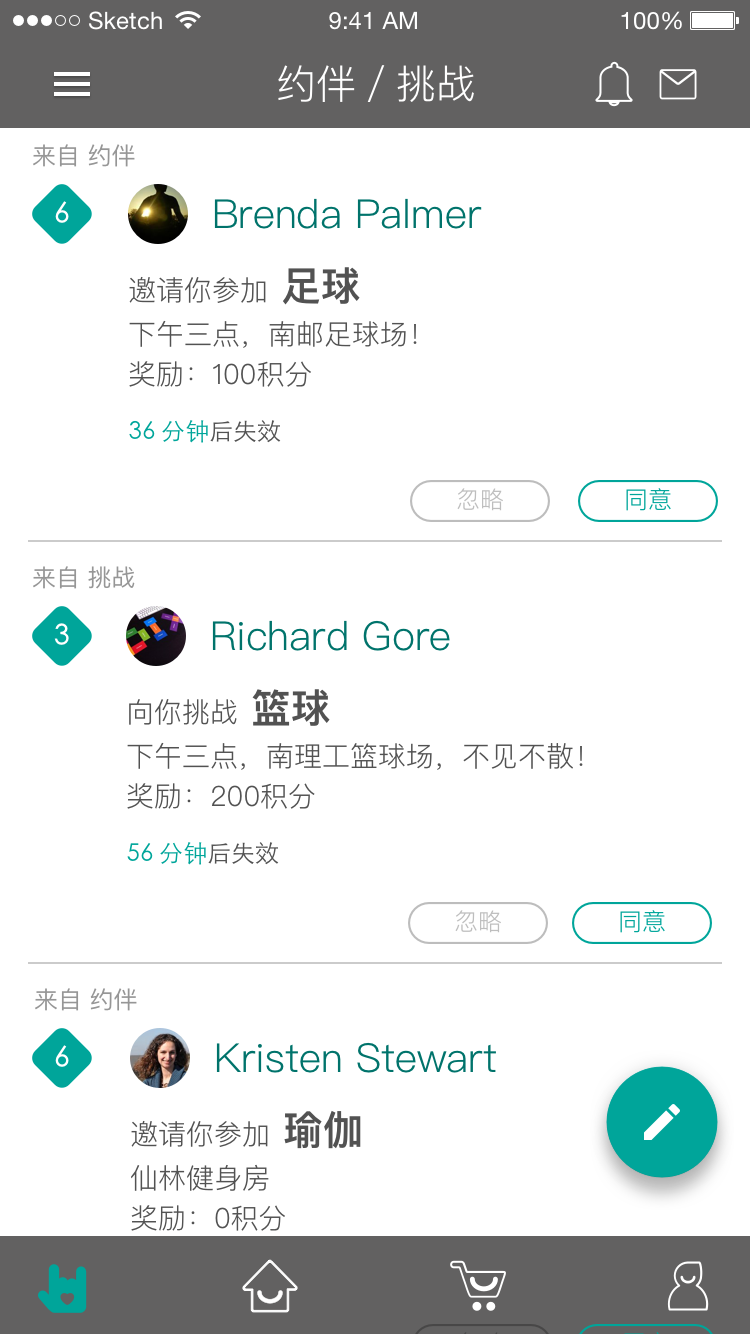 Sketch 9:41 AM 100%
约伴 / 挑战
来自 约伴
6 Brenda Palmer
邀请你参加 足球
下午三点，南邮足球场！
奖励：100积分
36 分钟后失效
忽略 同意
来自 挑战
3 Richard Gore
向你挑战 篮球
下午三点，南理工篮球场，不见不散！
奖励：200积分
56 分钟后失效
忽略 同意
来自 约伴
6 Kristen Stewart
邀请你参加 瑜伽
仙林健身房
奖励：0积分